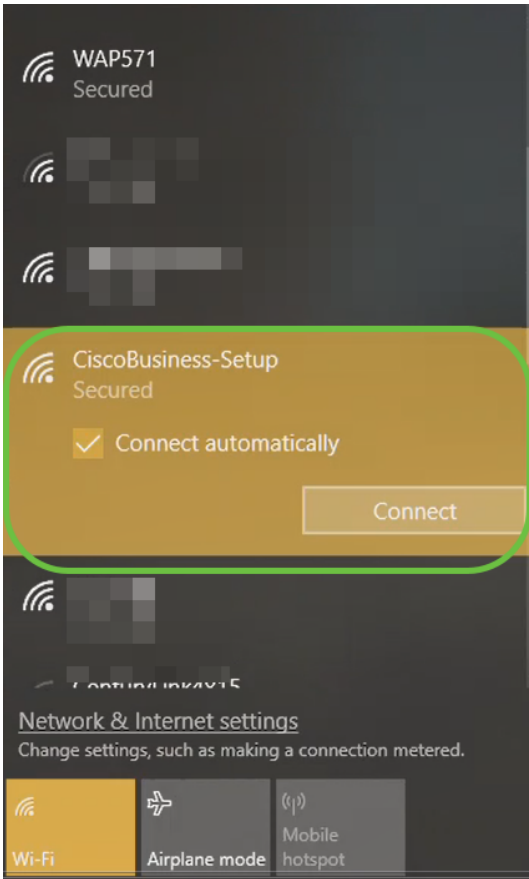 WAP571
Secured
CiscoBusiness-Setup
Secured
Connect automatically
Connect
Network & Internet settings
Change settings, such as making a connection metered.
Wi-Fi
Airplane mode
Mobile
hotspot